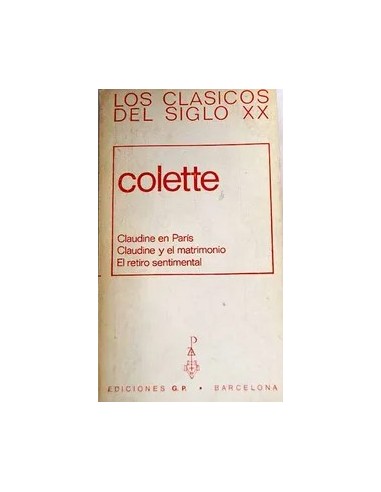 LOS CLASICOS
DEL SIGLO XX
colette
Claudine en París
Claudine y el matrimonio
El retiro sentimental
EDICIONES G. P. • BARCELONA